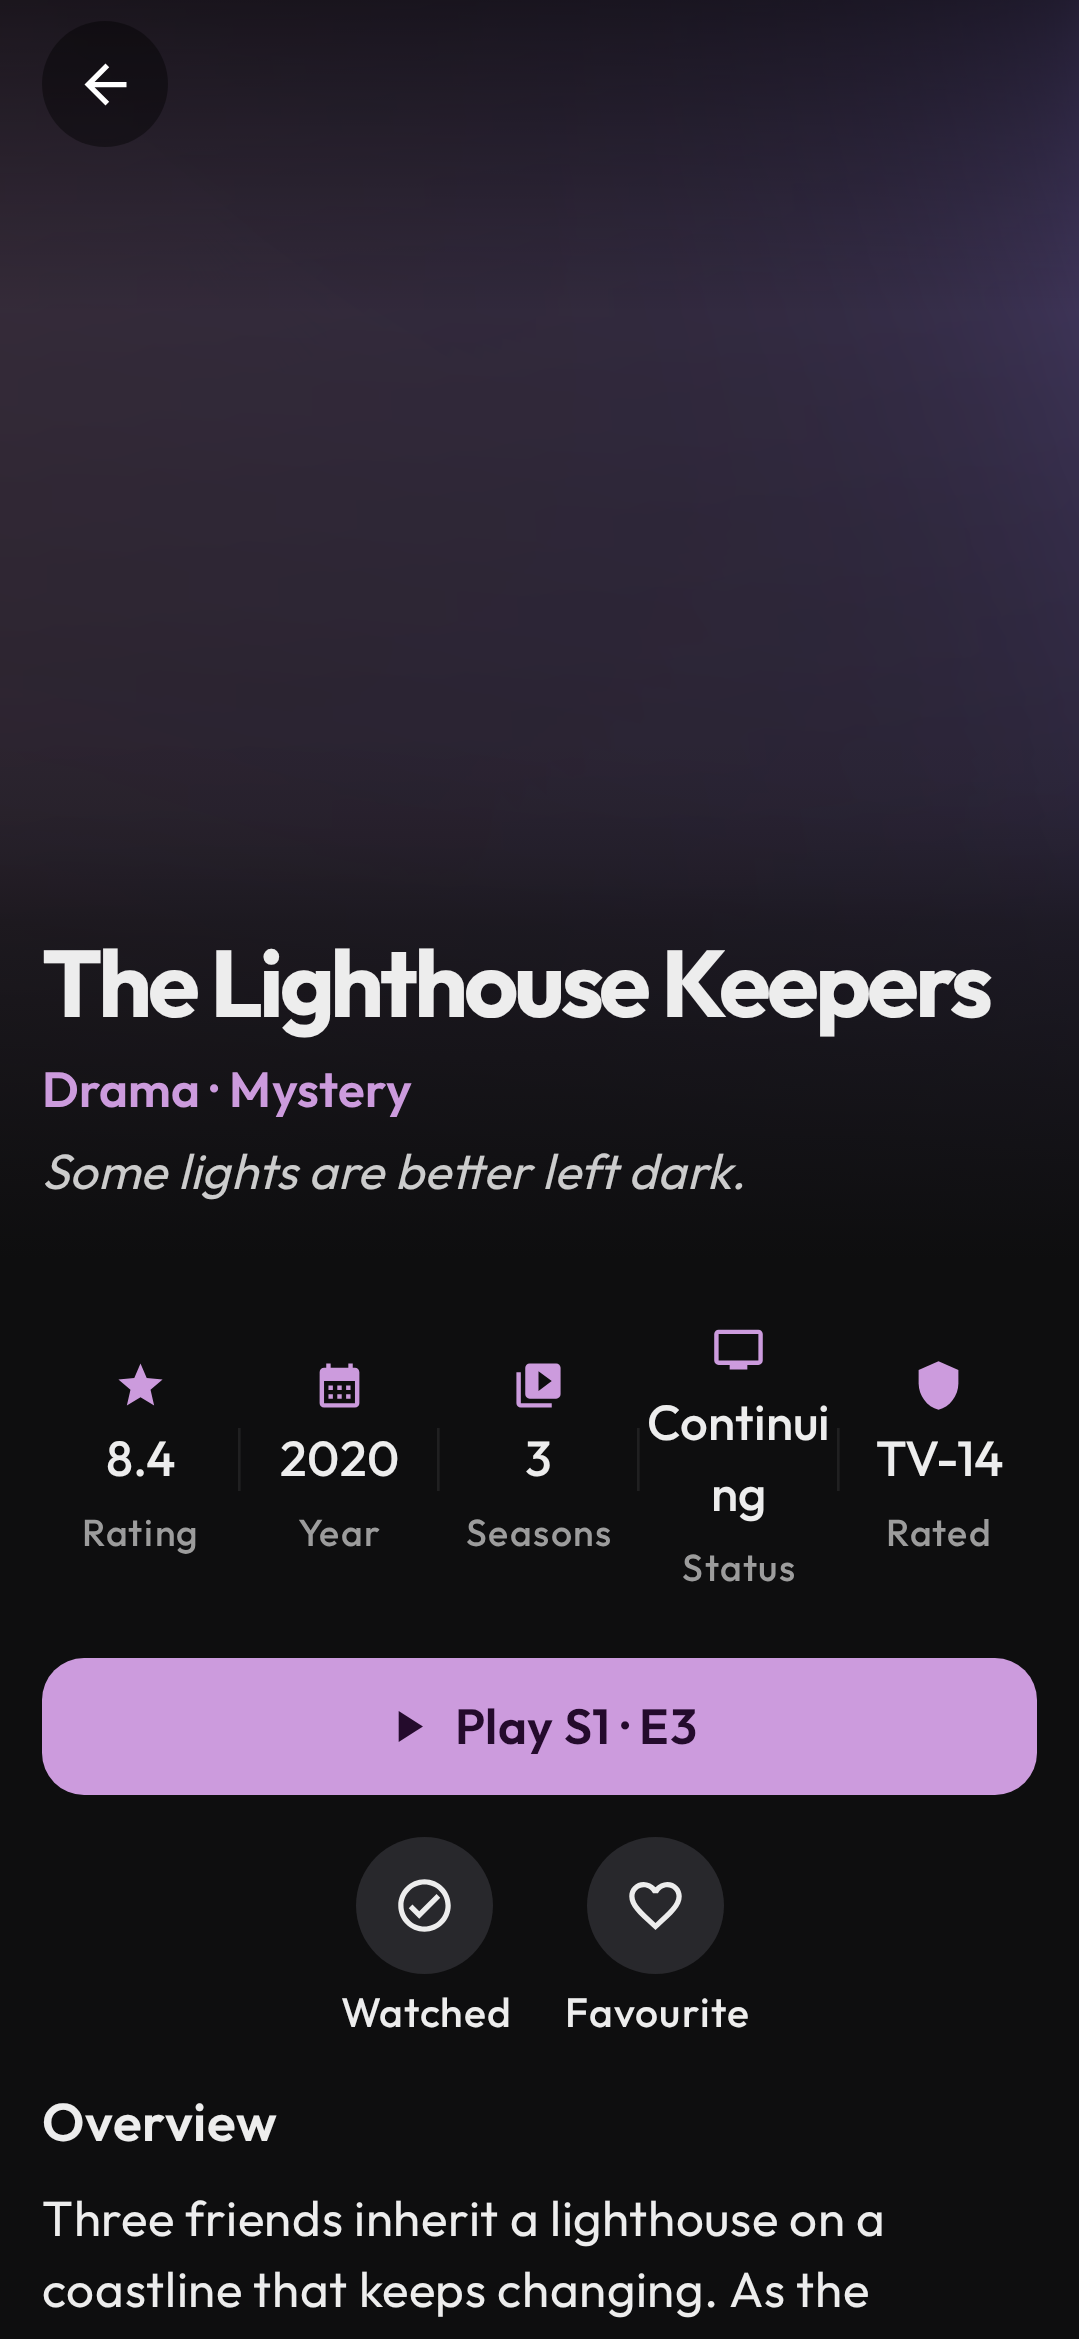 The Lighthouse Keepers
Drama · Mystery
Some lights are better left dark.
8.4
Rating
2020
Year
3
Seasons
Continui
ng
Status
TV-14
Rated
Play S1 · E3
Watched
Favourite
Overview
Three friends inherit a lighthouse on a
coastline that keeps changing. As the